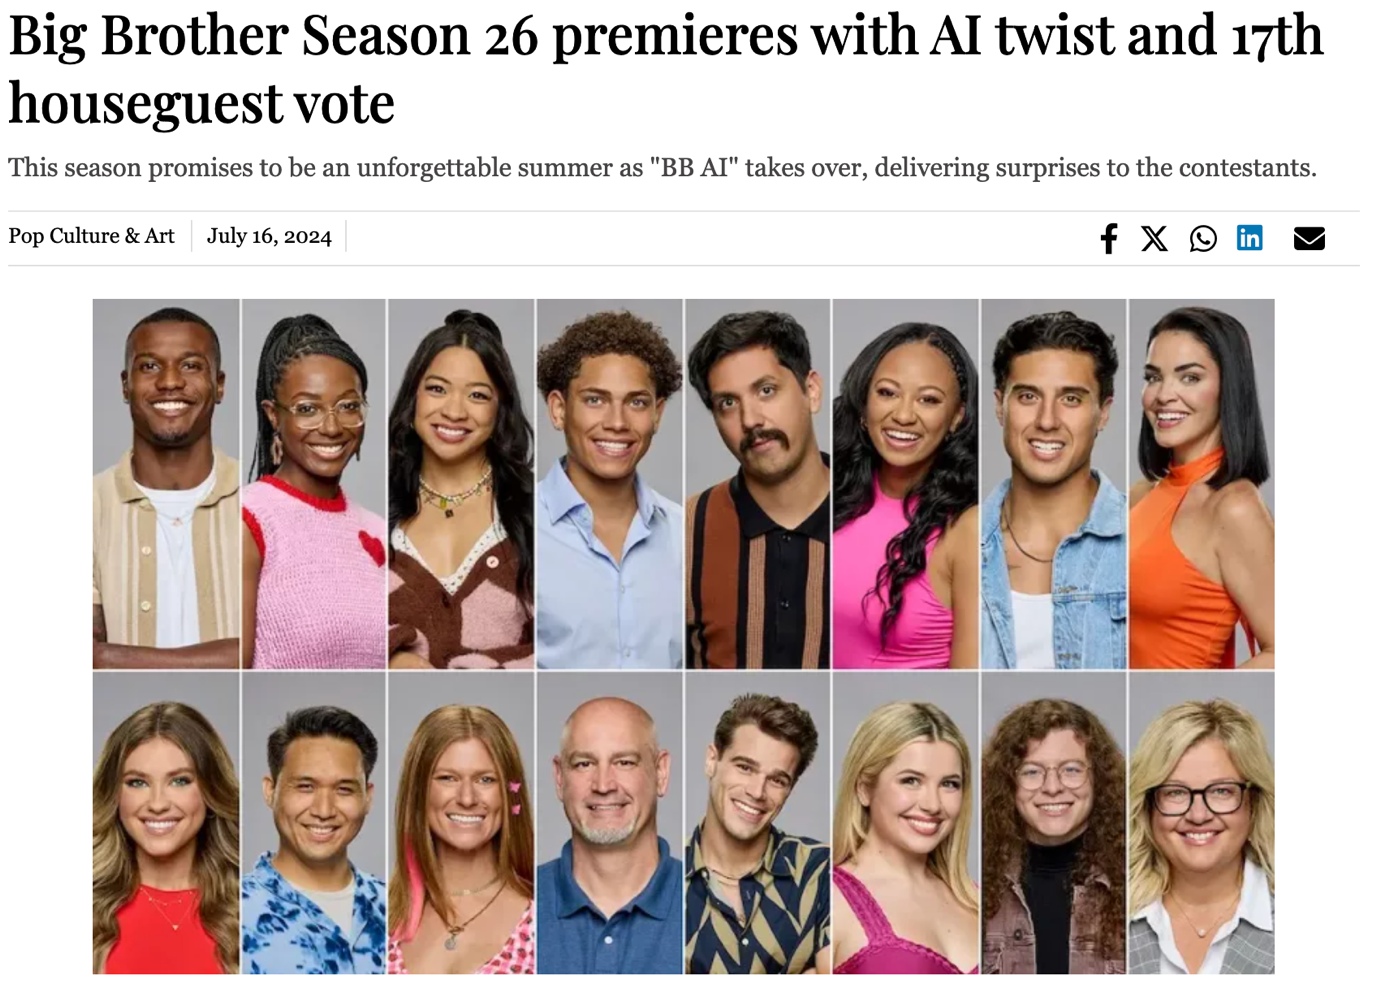 Big Brother Season 26 premieres with AI twist and 17th
houseguest vote
This season promises to be an unforgettable summer as "BB AI" takes over, delivering surprises to the contestants.
Pop Culture & Art
July 16, 2024
in